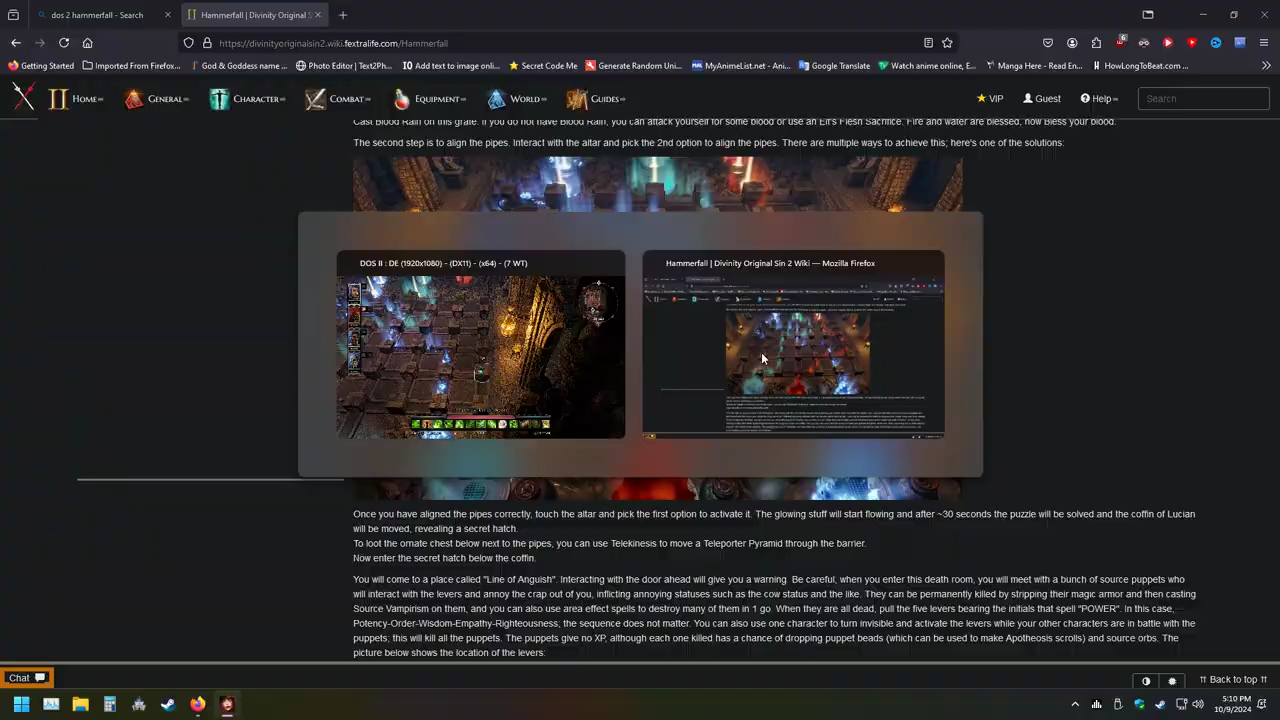 dos 2 hammerfall - Search
Hammerfall | Divinity Original S
https://divinityoriginalsin2.wiki.fextralife.com/Hammerfall
6
Getting Started
Imported From Firefox...
God & Goddess name ...
Photo Editor | Text2Ph...
Add text to image onli...
Secret Code Me
Generate Random Uni...
MyAnimeList.net - Ani...
Google Translate
Watch anime online, E...
Manga Here - Read En...
HowLongToBeat.com ...
HOME
GENERAL
CHARACTER
COMBAT
EQUIPMENT
WORLD
GUIDES
VIP
Guest
Help
Search
Cast Blood Rain on this grate. If you do not have Blood Rain, you can attack yourself for some blood or use an Elf's Flesh Sacrifice. Fire and water are blessed, now Bless your blood.
The second step is to align the pipes. Interact with the altar and pick the 2nd option to align the pipes. There are multiple ways to achieve this; here's one of the solutions:
DOS II : DE (1920x1080) - (DX11) - (x64) - (7 WT)
Hammerfall | Divinity Original Sin 2 Wiki — Mozilla Firefox
Once you have aligned the pipes correctly, touch the altar and pick the first option to activate it. The glowing stuff will start flowing and after ~30 seconds the puzzle will be solved and the coffin of Lucian
will be moved, revealing a secret hatch.
To loot the ornate chest below next to the pipes, you can use Telekinesis to move a Teleporter Pyramid through the barrier.
Now enter the secret hatch below the coffin.
You will come to a place called "Line of Anguish". Interacting with the door ahead will give you a warning. Be careful, when you enter this death room, you will meet with a bunch of source puppets who
will interact with the levers and annoy the crap out of you, inflicting annoying statuses such as the cow status and the like. They can be permanently killed by stripping their magic armor and then casting
Source Vampirism on them, and you can also use area effect spells to destroy many of them in 1 go. When they are all dead, pull the five levers bearing the initials that spell "POWER". In this case,
Potency-Order-Wisdom-Empathy-Righteousness; the sequence does not matter. You can also use one character to turn invisible and activate the levers while your other characters are in battle with the
puppets; this will kill all the puppets. The puppets give no XP, although each one killed has a chance of dropping puppet beads (which can be used to make Apotheosis scrolls) and source orbs. The
picture below shows the location of the levers:
Chat
Back to top
5:10 PM
10/9/2024